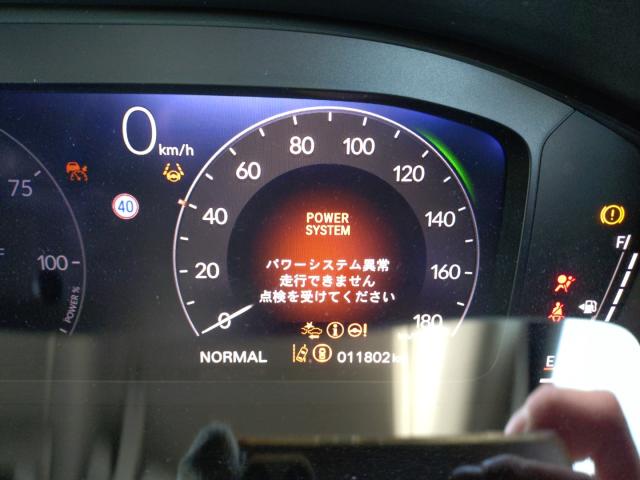 0 km/h
75
100
POWER %
40
0
20
40
60
80
100
120
140
160
180
POWER
SYSTEM
パワーシステム異常
走行できません
点検を受けてください
NORMAL
011802
F
E